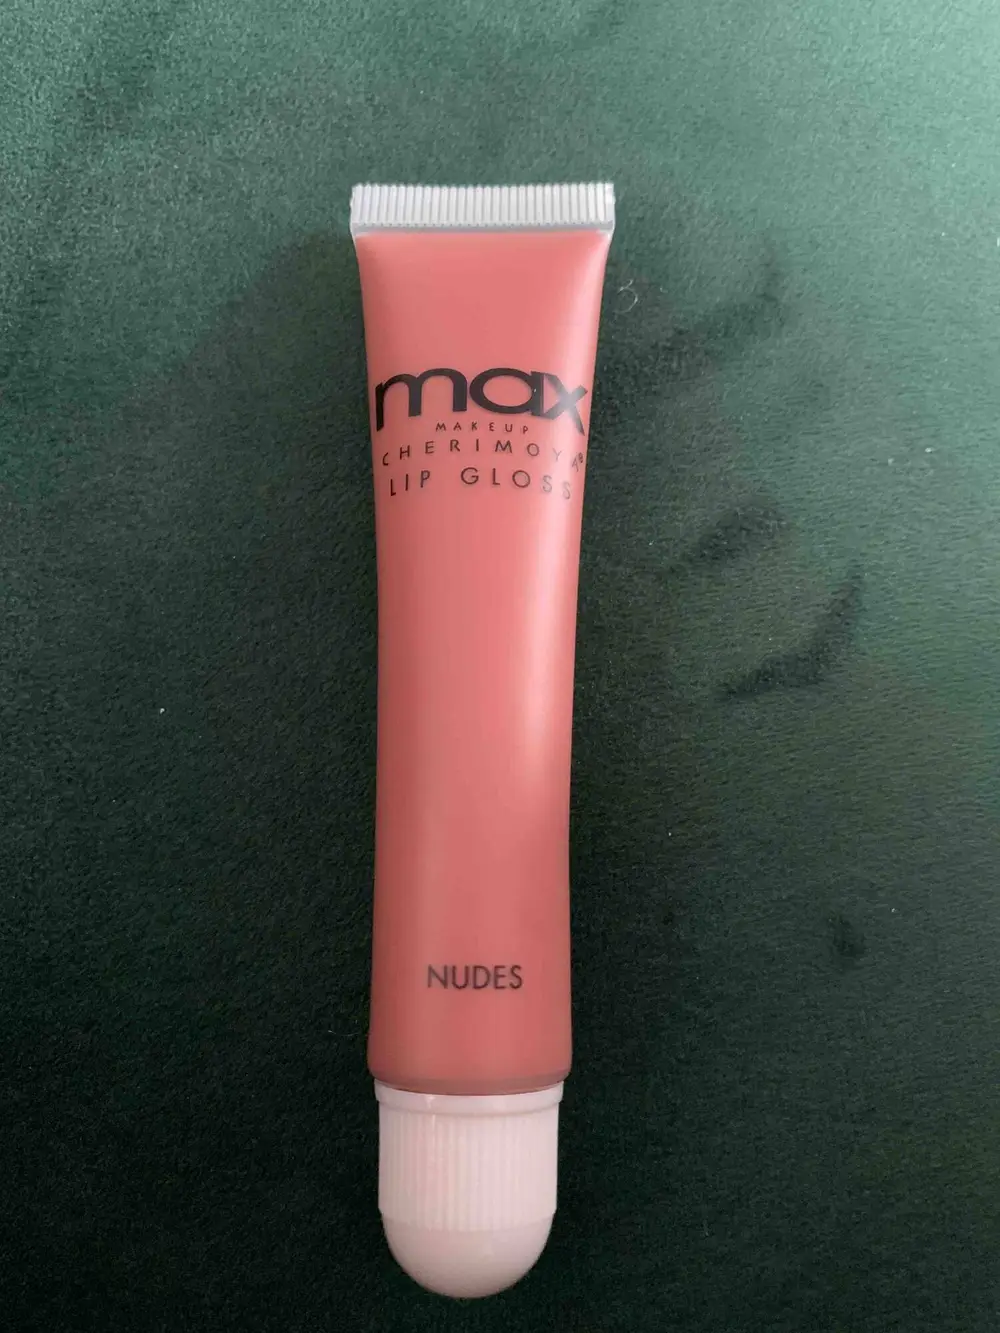 max
MAKEUP
CHERIMOYA®
LIP GLOSS
NUDES